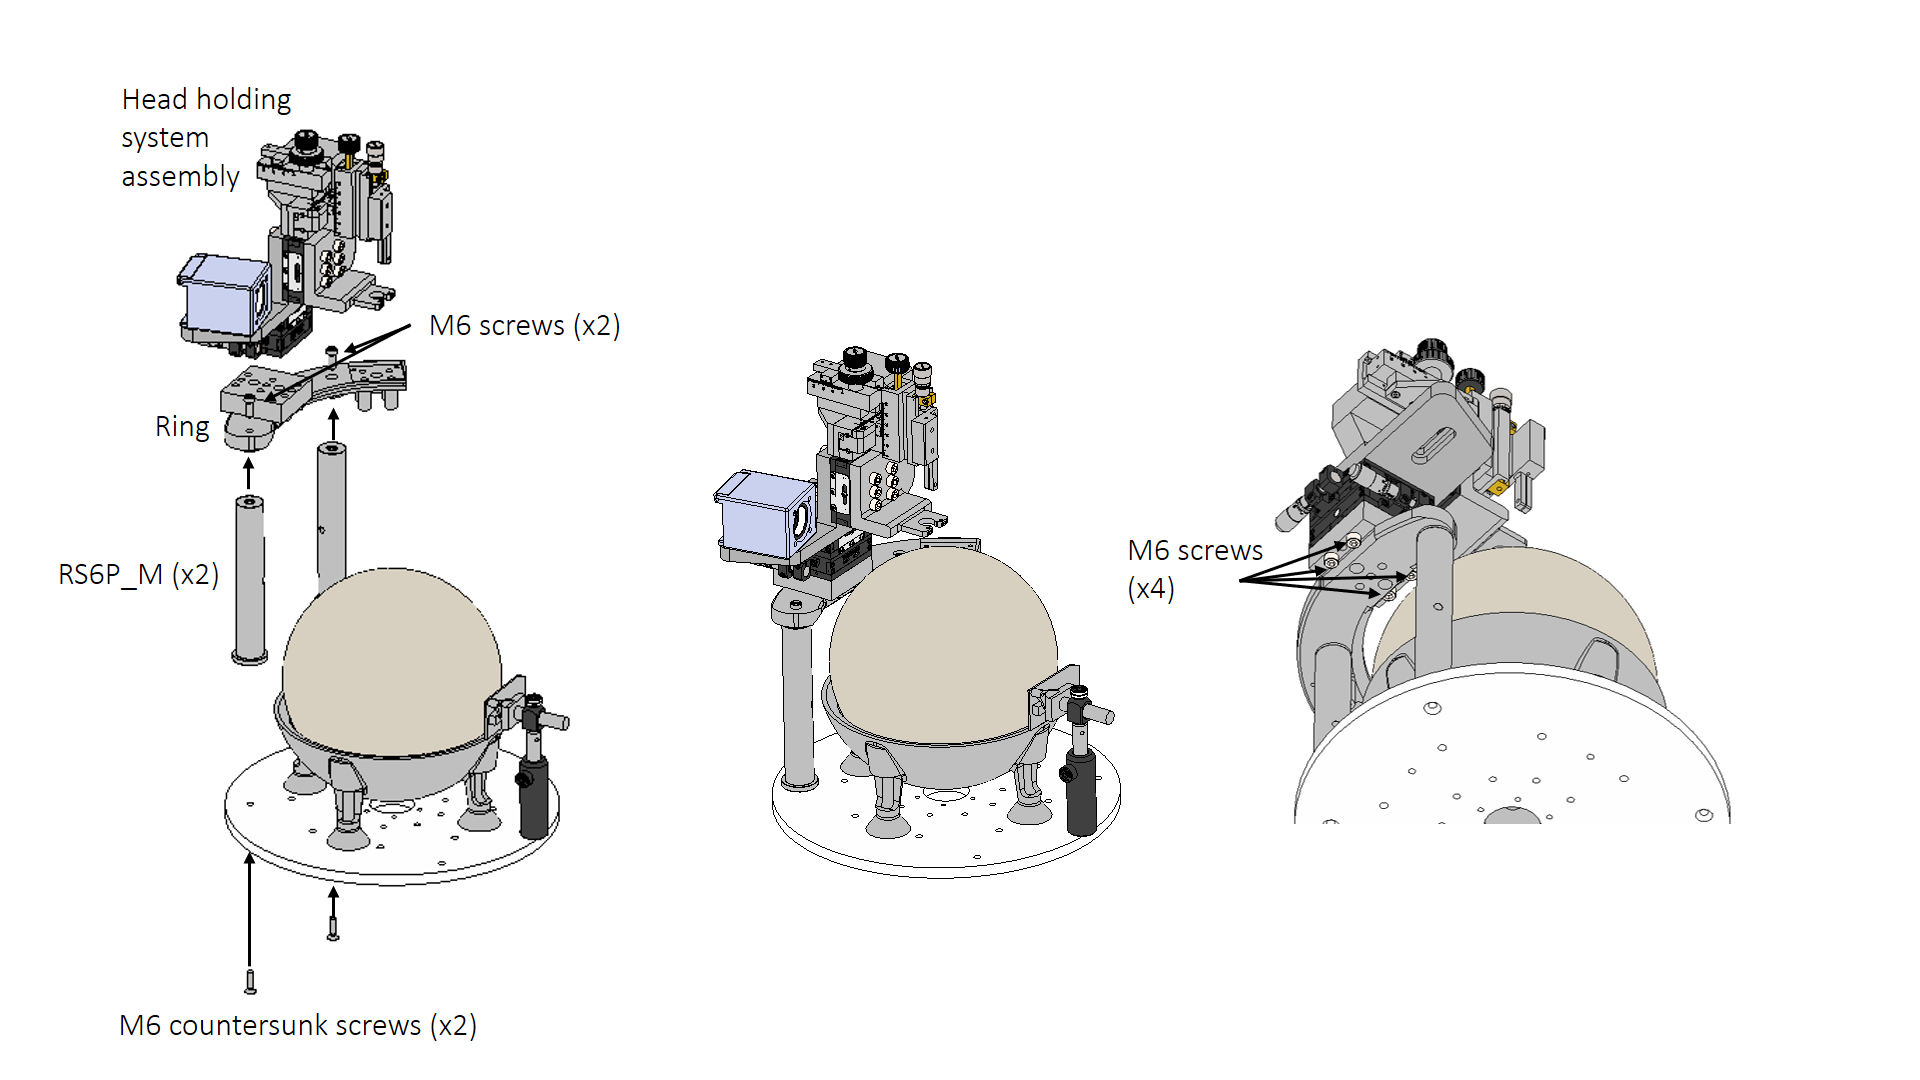 Head holding
system
assembly
M6 screws (x2)
Ring
RS6P_M (x2)
M6 countersunk screws (x2)
M6 screws
(x4)